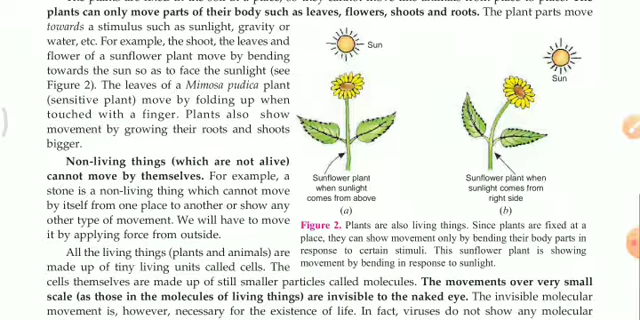 plants can only move parts of their body such as leaves, flowers, shoots and roots. The plant parts move
towards a stimulus such as sunlight, gravity or
water, etc. For example, the shoot, the leaves and
flower of a sunflower plant move by bending
towards the sun so as to face the sunlight (see
Figure 2). The leaves of a Mimosa pudica plant
(sensitive plant) move by folding up when
touched with a finger. Plants also show
movement by growing their roots and shoots
bigger.
Non-living things (which are not alive)
cannot move by themselves. For example, a
stone is a non-living thing which cannot move
by itself from one place to another or show any
other type of movement. We will have to move
it by applying force from outside.
All the living things (plants and animals) are
made up of tiny living units called cells. The
Sun
Sunflower plant
when sunlight
comes from above
(a)
Sun
Sunflower plant when
sunlight comes from
right side
(b)
Figure 2. Plants are also living things. Since plants are fixed at a
place, they can show movement only by bending their body parts in
response to certain stimuli. This sunflower plant is showing
movement by bending in response to sunlight.
cells themselves are made up of still smaller particles called molecules. The movements over very small
scale (as those in the molecules of living things) are invisible to the naked eye. The invisible molecular
movement is, however, necessary for the existence of life. In fact, viruses do not show any molecular